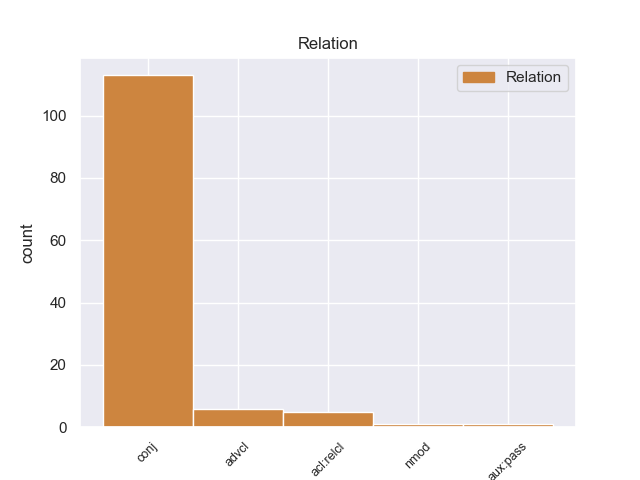 Relation
Relation
count
100
80
60
40
20
0
conj
advcl
acl:relcl
nmod
aux:pass